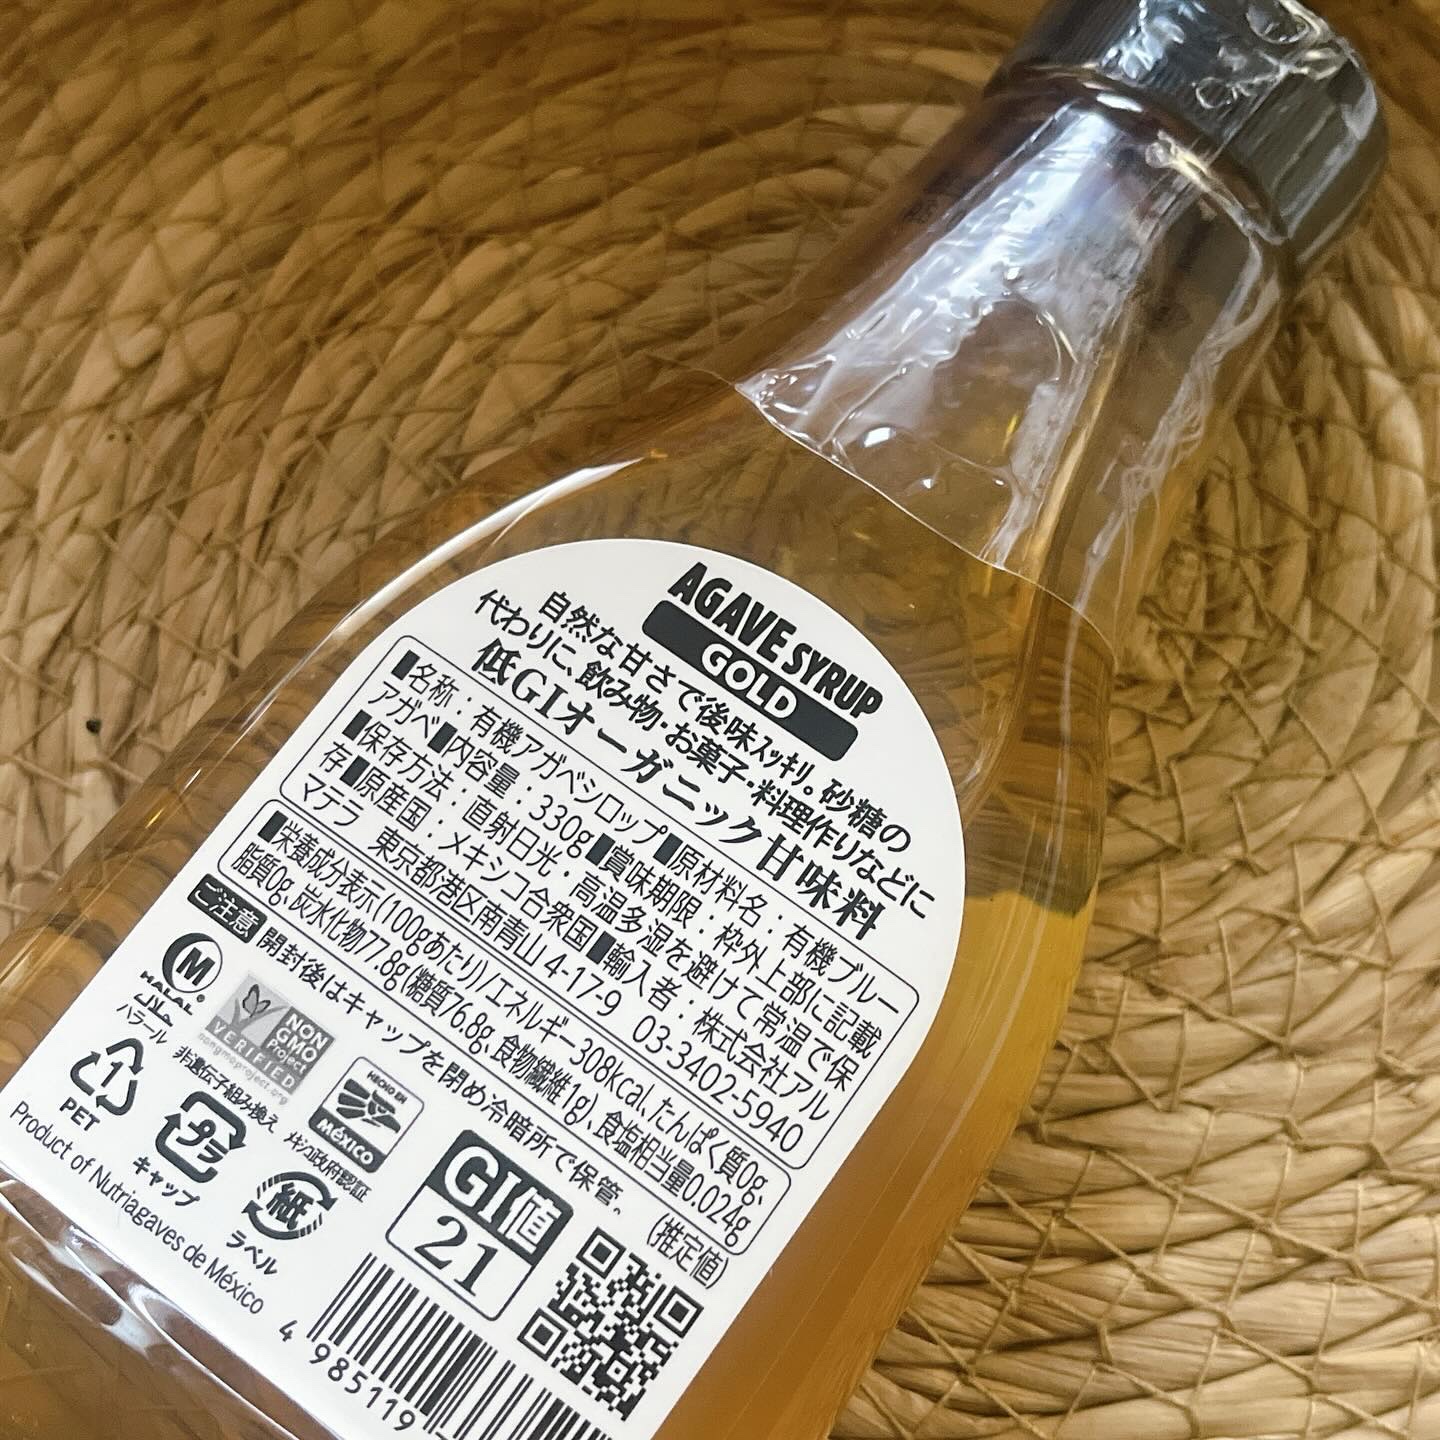 AGAVE SYRUP
GOLD
自然な甘さで後味スッキリ。砂糖の
代わりに、飲み物・お菓子・料理作りなどに
低GIオーガニック甘味料
■名称：有機アガベシロップ■原材料名：有機ブルー
アガベ■内容量：330g■賞味期限：枠外上部に記載
■保存方法：直射日光・高温多湿を避けて常温で保
存■原産国：メキシコ合衆国■輸入者：株式会社アル
マテラ 東京都港区南青山 4-17-9 03-3402-5940
■栄養成分表示(100gあたり)/エネルギー308kcal、たんぱく質0g、
脂質0g、炭水化物77.8g(糖質76.8g、食物繊維1g)、食塩相当量0.024g
(推定値)
ご注意 開封後はキャップを閉め冷暗所で保管。
M
HALAL
حلال
ハラール
NON
GMO
Project
VERIFIED
nongmoproject.org
非遺伝子組み換え
HECHO EN
MÉXICO
メキシコ政府認証
1
PET
プラ
キャップ
紙
ラベル
GI値
21
Product of Nutriagaves de México
4 985119